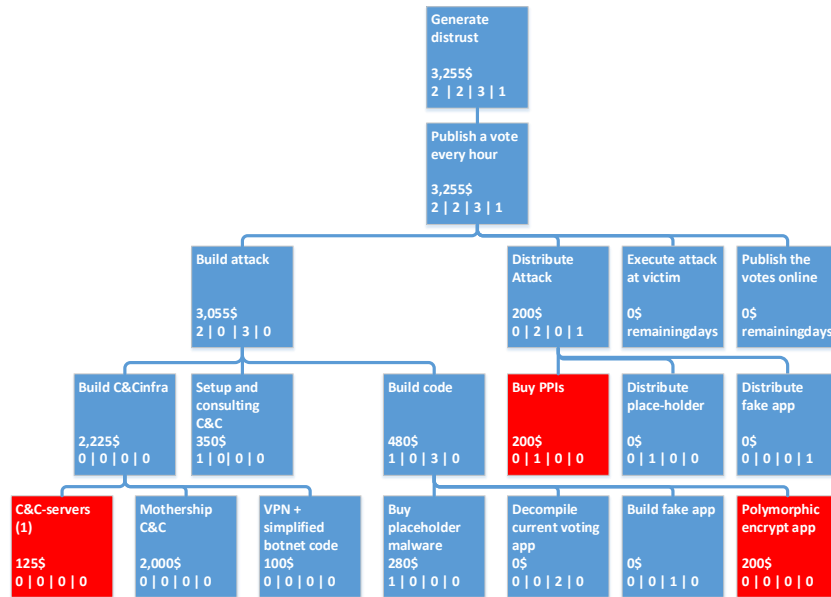 Generate
distrust
3,255$
2 | 2 | 3 | 1
Publish a vote
every hour
3,255$
2 | 2 | 3 | 1
Build attack
3,055$
2 | 0 | 3 | 0
Distribute
Attack
200$
0 | 2 | 0 | 1
Execute attack
at victim
0$
remainingdays
Publish the
votes online
0$
remainingdays
Build C&Cinfra
2,225$
0 | 0 | 0 | 0
Setup and
consulting
C&C
350$
1 | 0 | 0 | 0
Build code
480$
1 | 0 | 3 | 0
Buy PPIs
200$
0 | 1 | 0 | 0
Distribute
place-holder
0$
0 | 1 | 0 | 0
Distribute
fake app
0$
0 | 0 | 0 | 1
C&C-servers
(1)
125$
0 | 0 | 0 | 0
Mothership
C&C
2,000$
0 | 0 | 0 | 0
VPN +
simplified
botnet code
100$
0 | 0 | 0 | 0
Buy
placeholder
malware
280$
1 | 0 | 0 | 0
Decompile
current voting
app
0$
0 | 0 | 2 | 0
Build fake app
0$
0 | 0 | 1 | 0
Polymorphic
encrypt app
200$
0 | 0 | 0 | 0